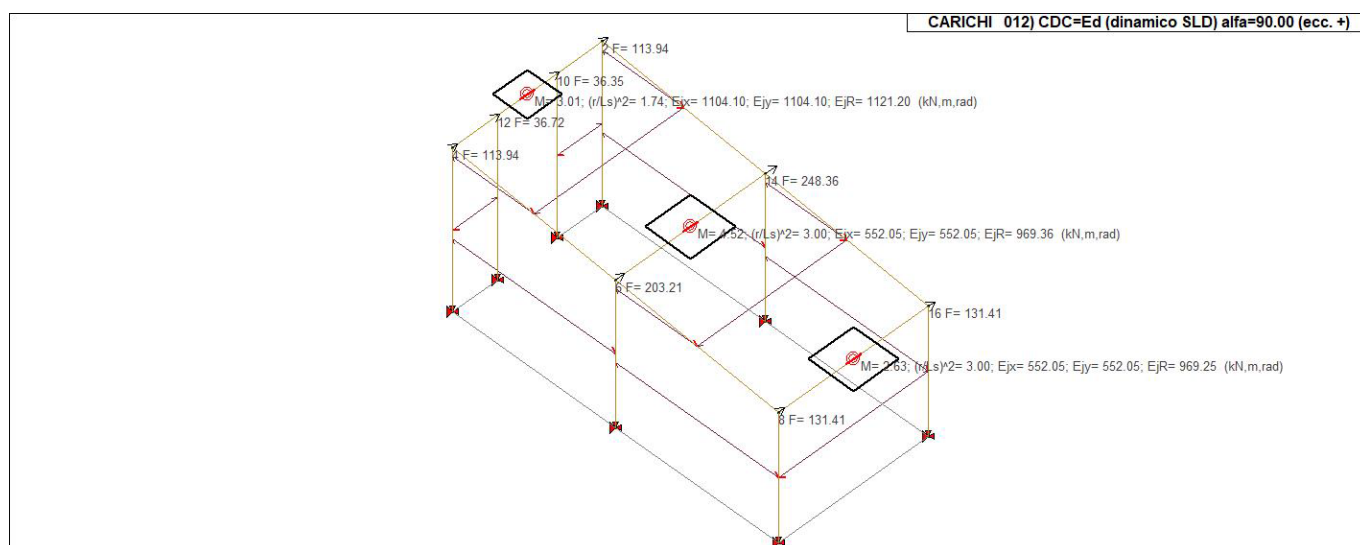 CARICHI 012) CDC=Ed (dinamico SLD) alfa=90.00 (ecc. +)
2 F= 113.94
10 F= 36.35
M= 3.01; (r/Ls)^2= 1.74; Ejx= 1104.10; Ejy= 1104.10; EjR= 1121.20 (kN,m,rad)
12 F= 36.72
4 F= 113.94
14 F= 248.36
M= 4.52; (r/Ls)^2= 3.00; Ejx= 552.05; Ejy= 552.05; EjR= 969.36 (kN,m,rad)
6 F= 203.21
16 F= 131.41
M= 2.63; (r/Ls)^2= 3.00; Ejx= 552.05; Ejy= 552.05; EjR= 969.25 (kN,m,rad)
8 F= 131.41